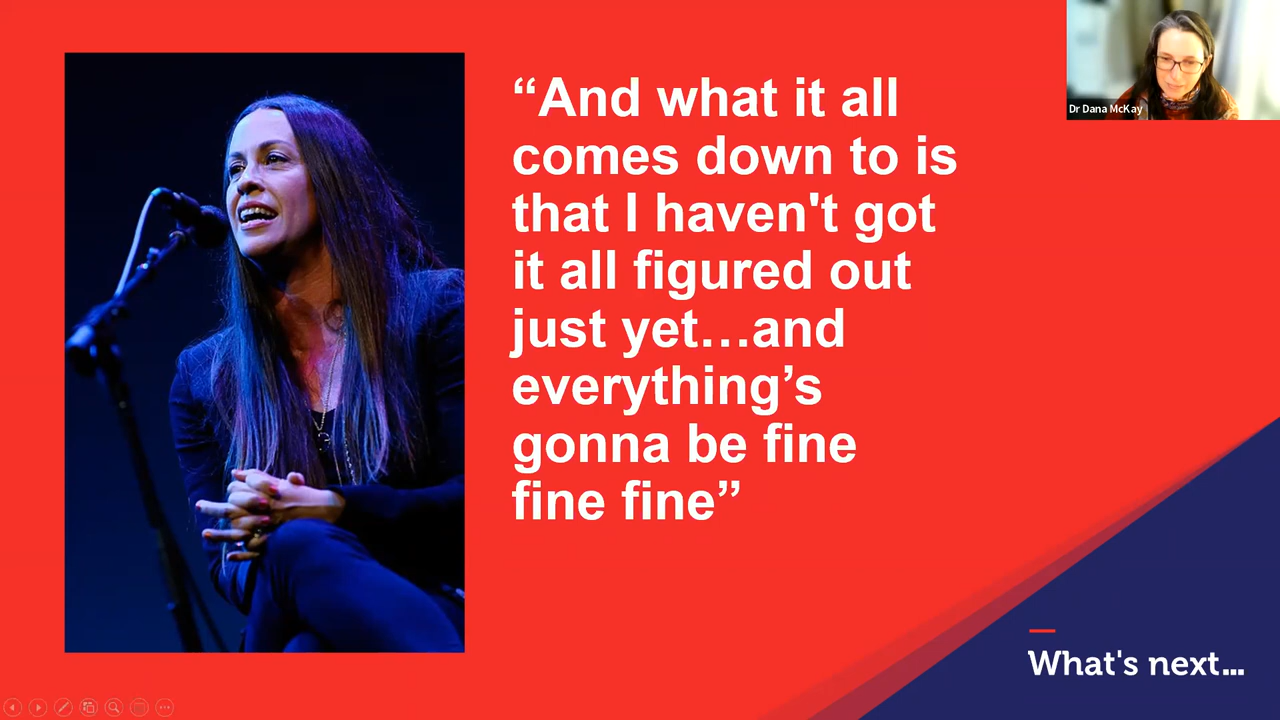 “And what it all
comes down to is
that I haven't got
it all figured out
just yet…and
everything’s
gonna be fine
fine fine”
Dr Dana McKay
What's next...